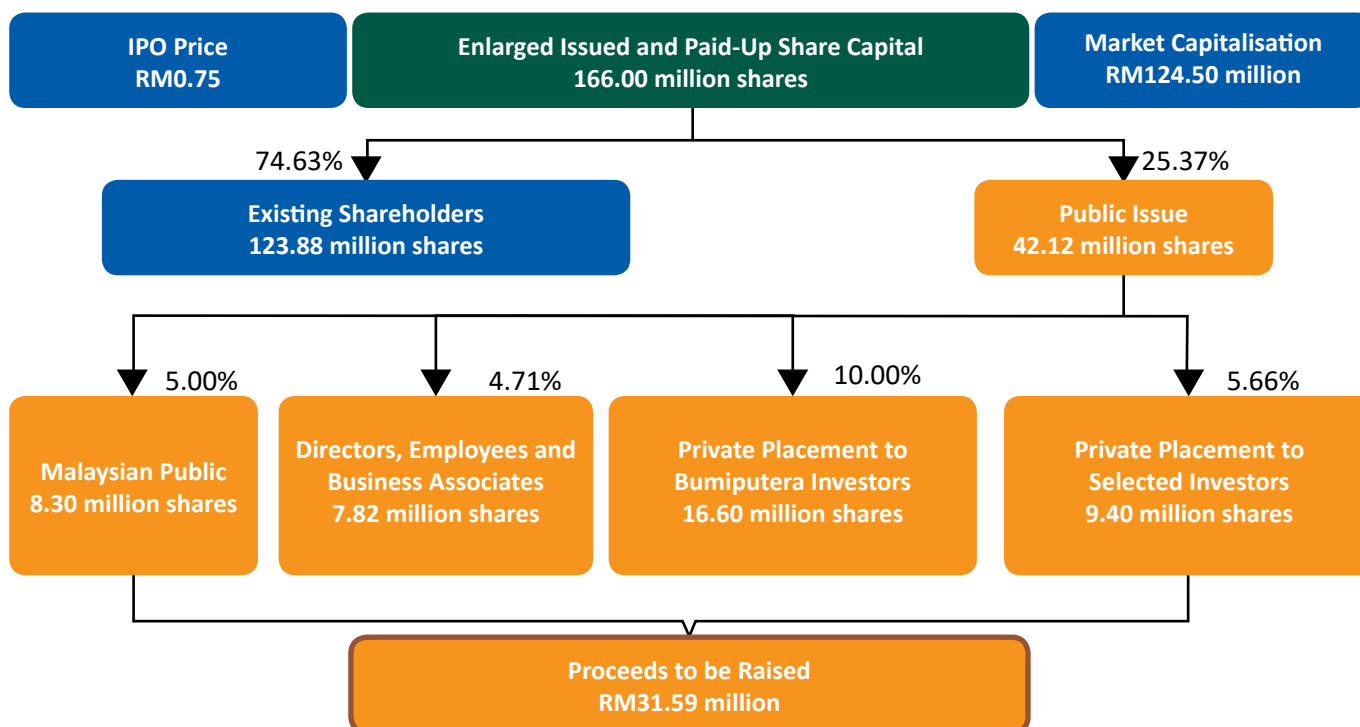 IPO Price
RM0.75
Enlarged Issued and Paid-Up Share Capital
166.00 million shares
Market Capitalisation
RM124.50 million
74.63%
25.37%
Existing Shareholders
123.88 million shares
Public Issue
42.12 million shares
5.00%
4.71%
10.00%
5.66%
Malaysian Public
8.30 million shares
Directors, Employees and
Business Associates
7.82 million shares
Private Placement to
Bumiputera Investors
16.60 million shares
Private Placement to
Selected Investors
9.40 million shares
Proceeds to be Raised
RM31.59 million